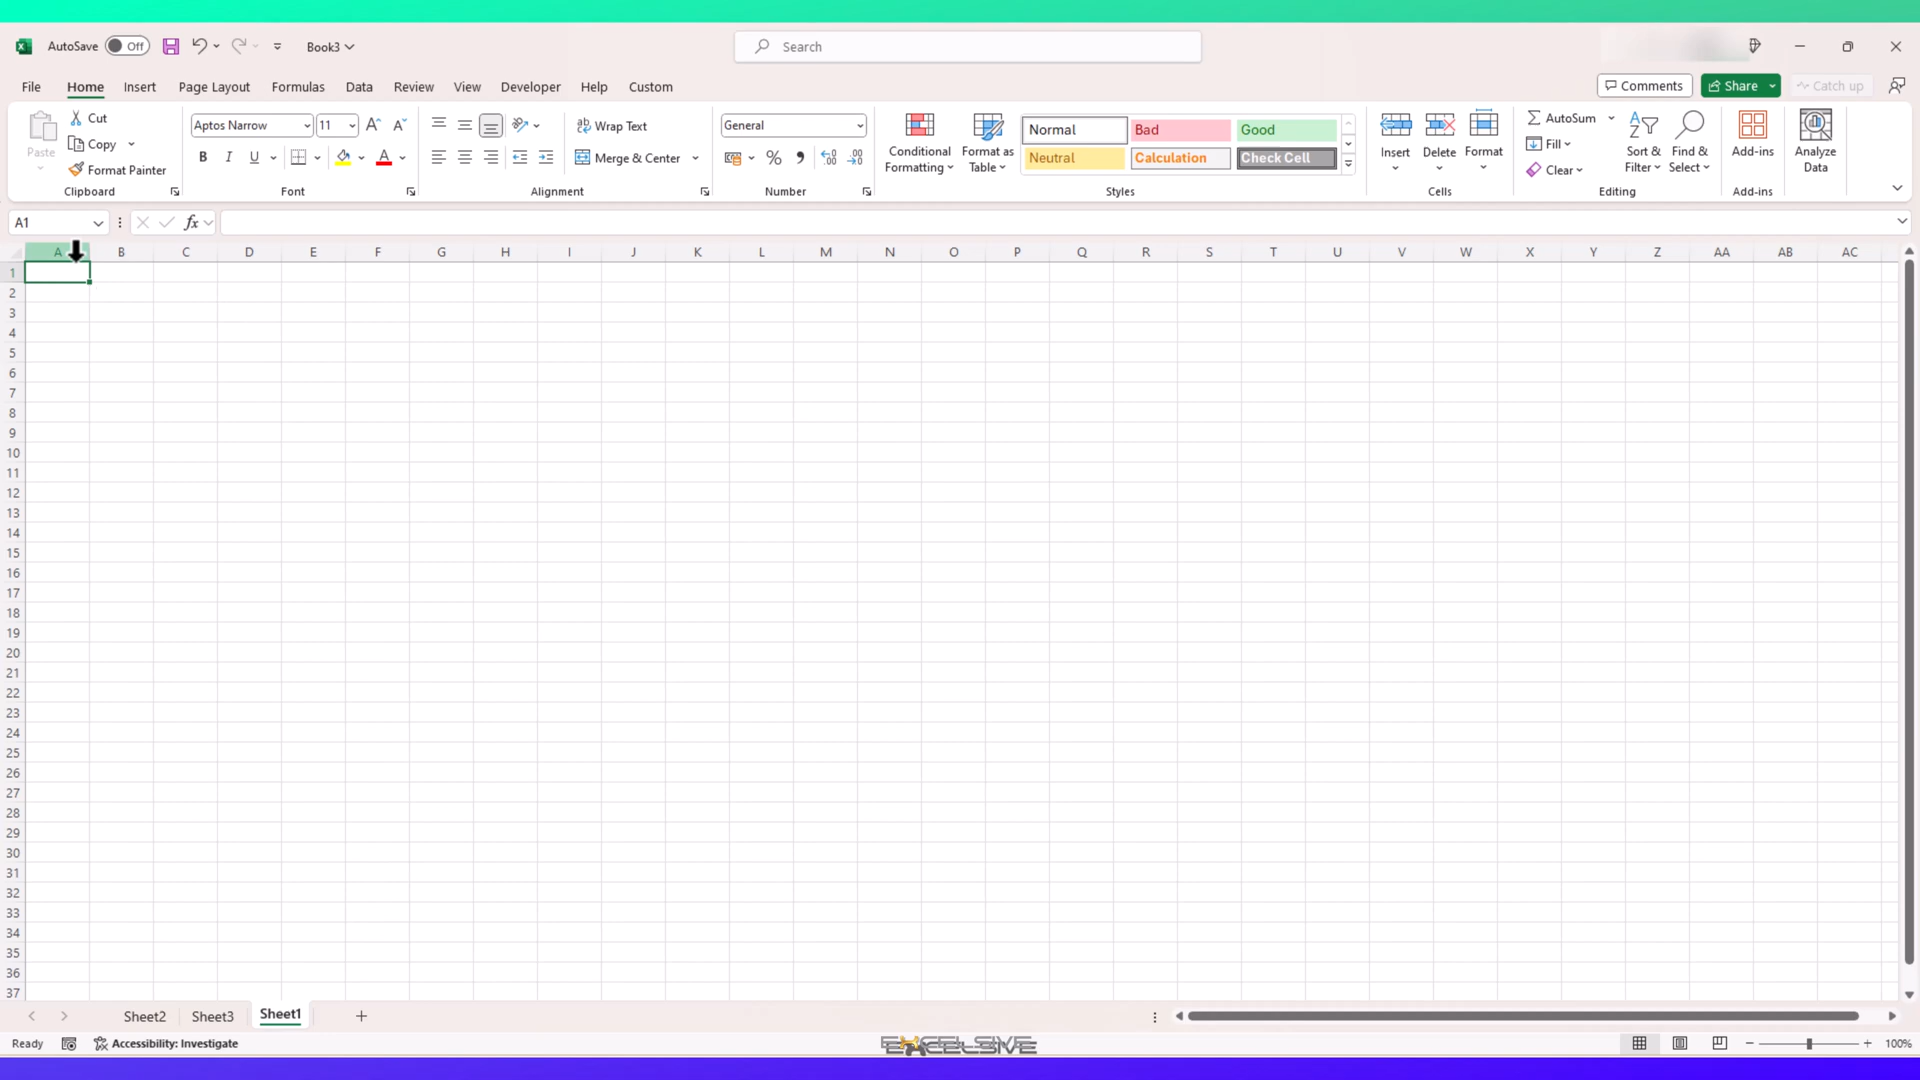 AutoSave Off Book3 Search
File Home Insert Page Layout Formulas Data Review View Developer Help Custom Comments Share Catch up
Paste Cut Copy Format Painter Clipboard
Aptos Narrow 11 A A B I U A Font
ab Wrap Text Merge & Center Alignment
General % , .00 Number
Conditional Formatting Format as Table
Normal Bad Good
Neutral Calculation Check Cell
Styles
Insert Delete Format Cells
AutoSum Fill Clear Sort & Filter Find & Select Editing
Add-ins Add-ins
Analyze Data
A1 fx
A B C D E F G H I J K L M N O P Q R S T U V W X Y Z AA AB AC
1
2
3
4
5
6
7
8
9
10
11
12
13
14
15
16
17
18
19
20
21
22
23
24
25
26
27
28
29
30
31
32
33
34
35
36
37
Sheet2 Sheet3 Sheet1 +
Ready Accessibility: Investigate EXCELSIVE 100%